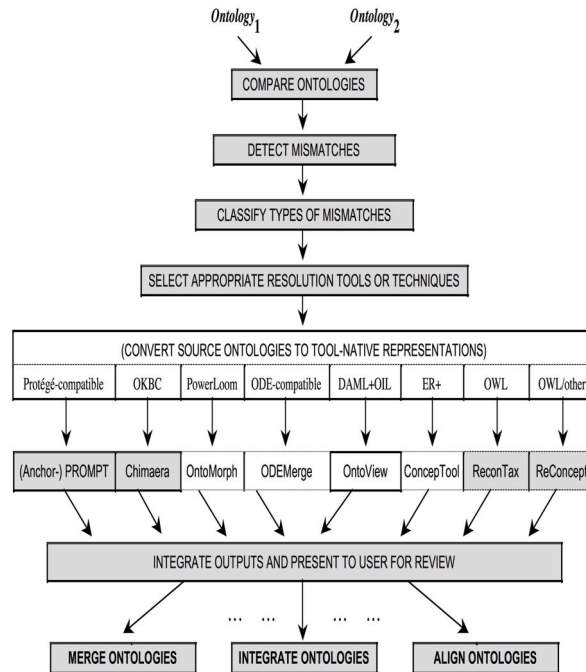 Ontology1 Ontology2
COMPARE ONTOLOGIES
DETECT MISMATCHES
CLASSIFY TYPES OF MISMATCHES
SELECT APPROPRIATE RESOLUTION TOOLS OR TECHNIQUES
(CONVERT SOURCE ONTOLOGIES TO TOOL-NATIVE REPRESENTATIONS)
Protégé-compatible OKBC PowerLoom ODE-compatible DAML+OIL ER+ OWL OWL/other
(Anchor-) PROMPT Chimaera OntoMorph ODEMerge OntoView ConcepTool ReconTax ReConcept
INTEGRATE OUTPUTS AND PRESENT TO USER FOR REVIEW
... ... ... ...
MERGE ONTOLOGIES INTEGRATE ONTOLOGIES ALIGN ONTOLOGIES